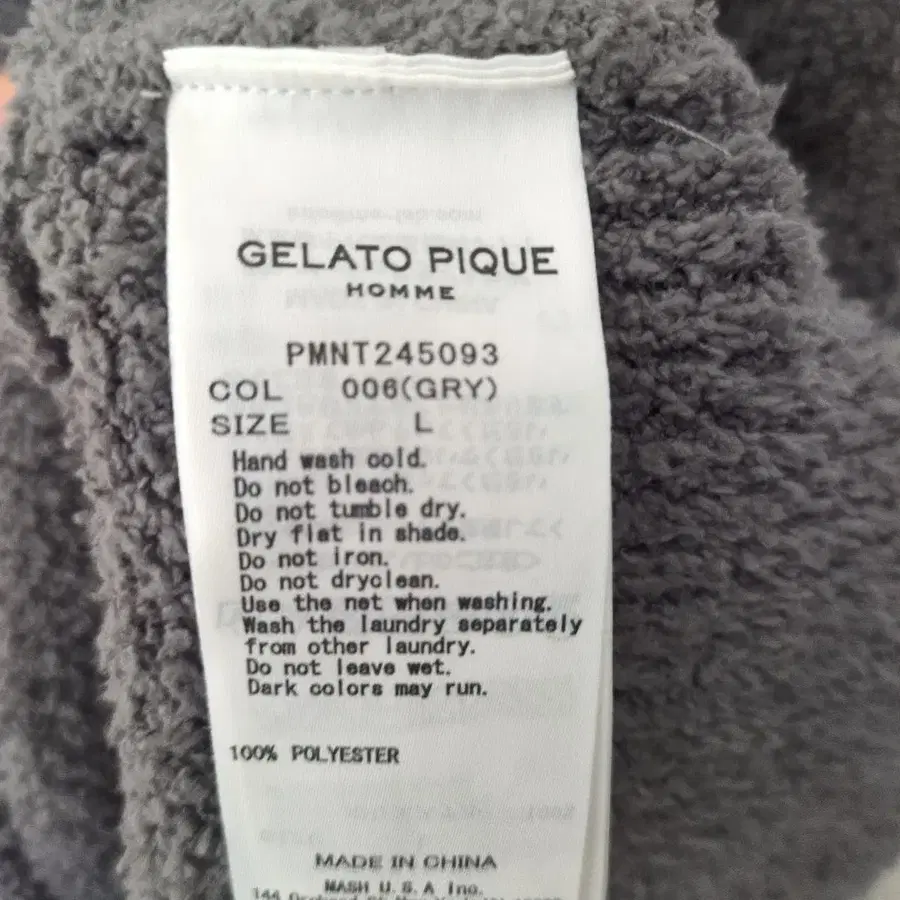 GELATO PIQUE
HOMME
PMNT245093
COL 006(GRY)
SIZE L
Hand wash cold.
Do not bleach.
Do not tumble dry.
Dry flat in shade.
Do not iron.
Do not dryclean.
Use the net when washing.
Wash the laundry separately
from other laundry.
Do not leave wet.
Dark colors may run.
100% POLYESTER
MADE IN CHINA
MASH U.S.A Inc.
144